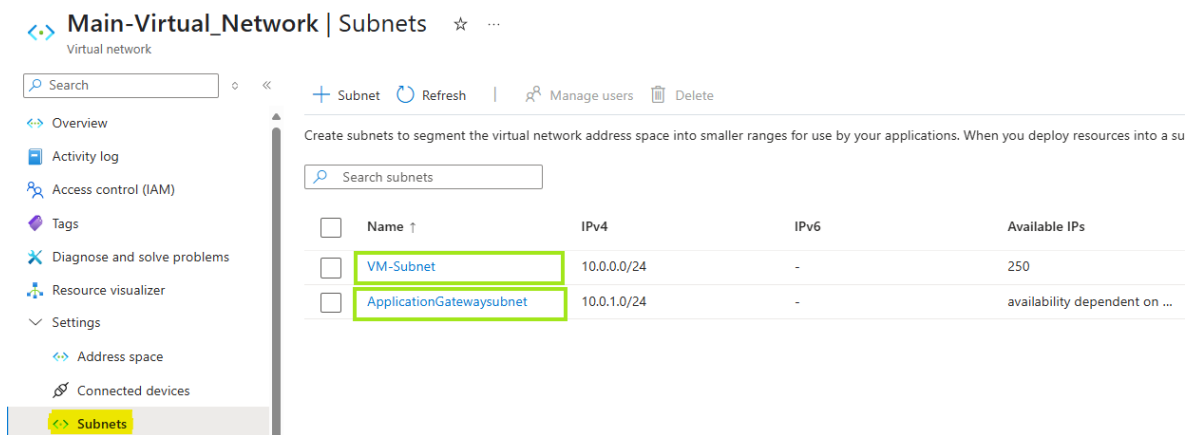 Main-Virtual_Network | Subnets ☆ ...
Virtual network
Search
Overview
Activity log
Access control (IAM)
Tags
Diagnose and solve problems
Resource visualizer
Settings
Address space
Connected devices
Subnets
+ Subnet Refresh | Manage users Delete
Create subnets to segment the virtual network address space into smaller ranges for use by your applications. When you deploy resources into a su
Search subnets
Name ↑ IPv4 IPv6 Available IPs
VM-Subnet 10.0.0.0/24 - 250
ApplicationGatewaysubnet 10.0.1.0/24 - availability dependent on ...